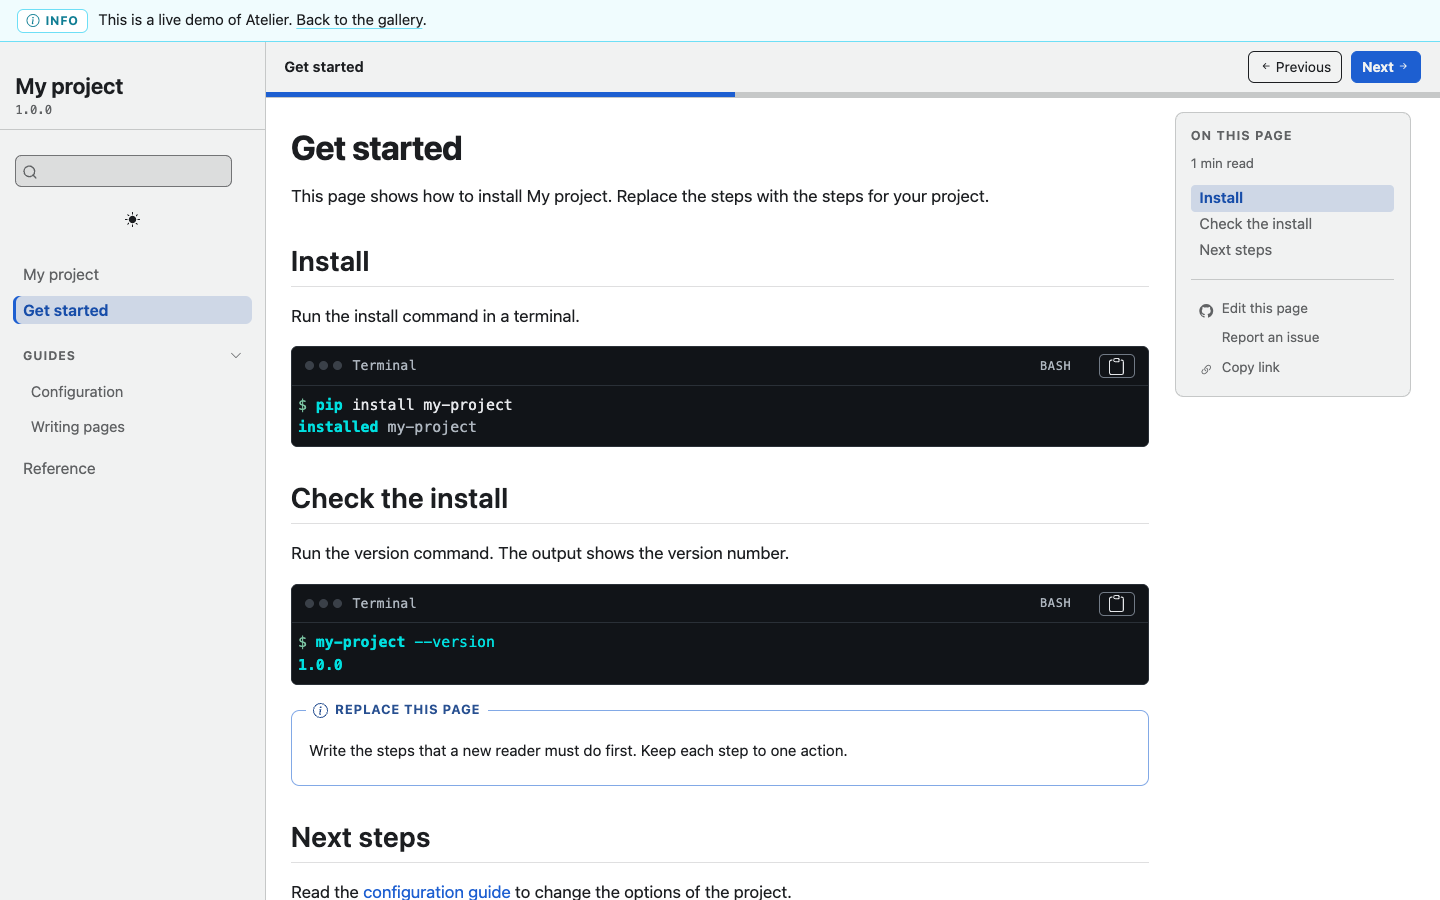 INFO This is a live demo of Atelier. Back to the gallery.
My project
1.0.0
My project
Get started
GUIDES
Configuration
Writing pages
Reference
Get started
← Previous
Next →
Get started
This page shows how to install My project. Replace the steps with the steps for your project.
Install
Run the install command in a terminal.
Terminal BASH
$ pip install my-project
installed my-project
Check the install
Run the version command. The output shows the version number.
Terminal BASH
$ my-project --version
1.0.0
REPLACE THIS PAGE
Write the steps that a new reader must do first. Keep each step to one action.
Next steps
Read the configuration guide to change the options of the project.
ON THIS PAGE
1 min read
Install
Check the install
Next steps
Edit this page
Report an issue
Copy link